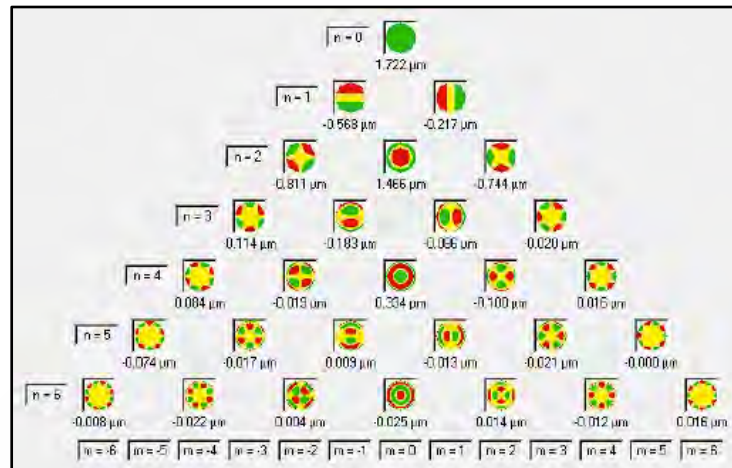 n = 0
1.722 µm
n = 1
-0.568 µm -0.217 µm
n = 2
-0.811 µm 1.466 µm -0.744 µm
n = 3
0.114 µm -0.183 µm -0.096 µm -0.020 µm
n = 4
0.084 µm -0.019 µm 0.334 µm -0.100 µm 0.016 µm
n = 5
-0.074 µm -0.017 µm 0.009 µm -0.013 µm -0.021 µm -0.000 µm
n = 6
-0.008 µm -0.022 µm 0.004 µm -0.025 µm 0.014 µm -0.012 µm 0.016 µm
m = -6 m = -5 m = -4 m = -3 m = -2 m = -1 m = 0 m = 1 m = 2 m = 3 m = 4 m = 5 m = 6